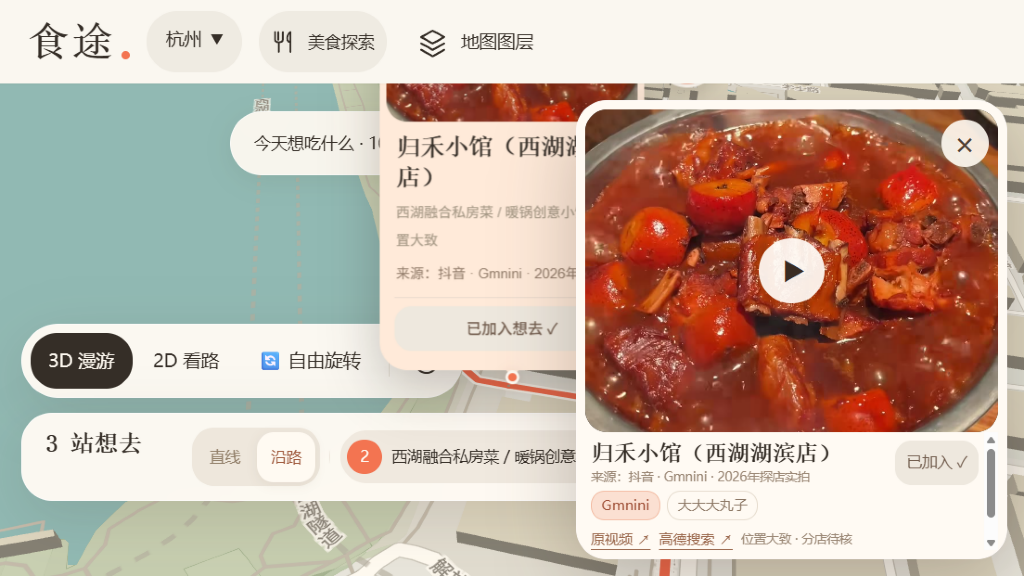 食途.
杭州 ▼
美食探索
地图图层
今天想吃什么 · 1
归禾小馆（西湖
店）
西湖融合私房菜 / 暖锅创意小
置大致
来源：抖音 · Gmnini · 2026年
已加入想去 ✓
3D 漫游
2D 看路
自由旋转
3 站想去
直线
沿路
2
西湖融合私房菜 / 暖锅创意
湖隧道
归禾小馆（西湖湖滨店）
来源：抖音 · Gmnini · 2026年探店实拍
已加入 ✓
Gmnini
大大大丸子
原视频 ↗
高德搜索 ↗
位置大致 · 分店待核